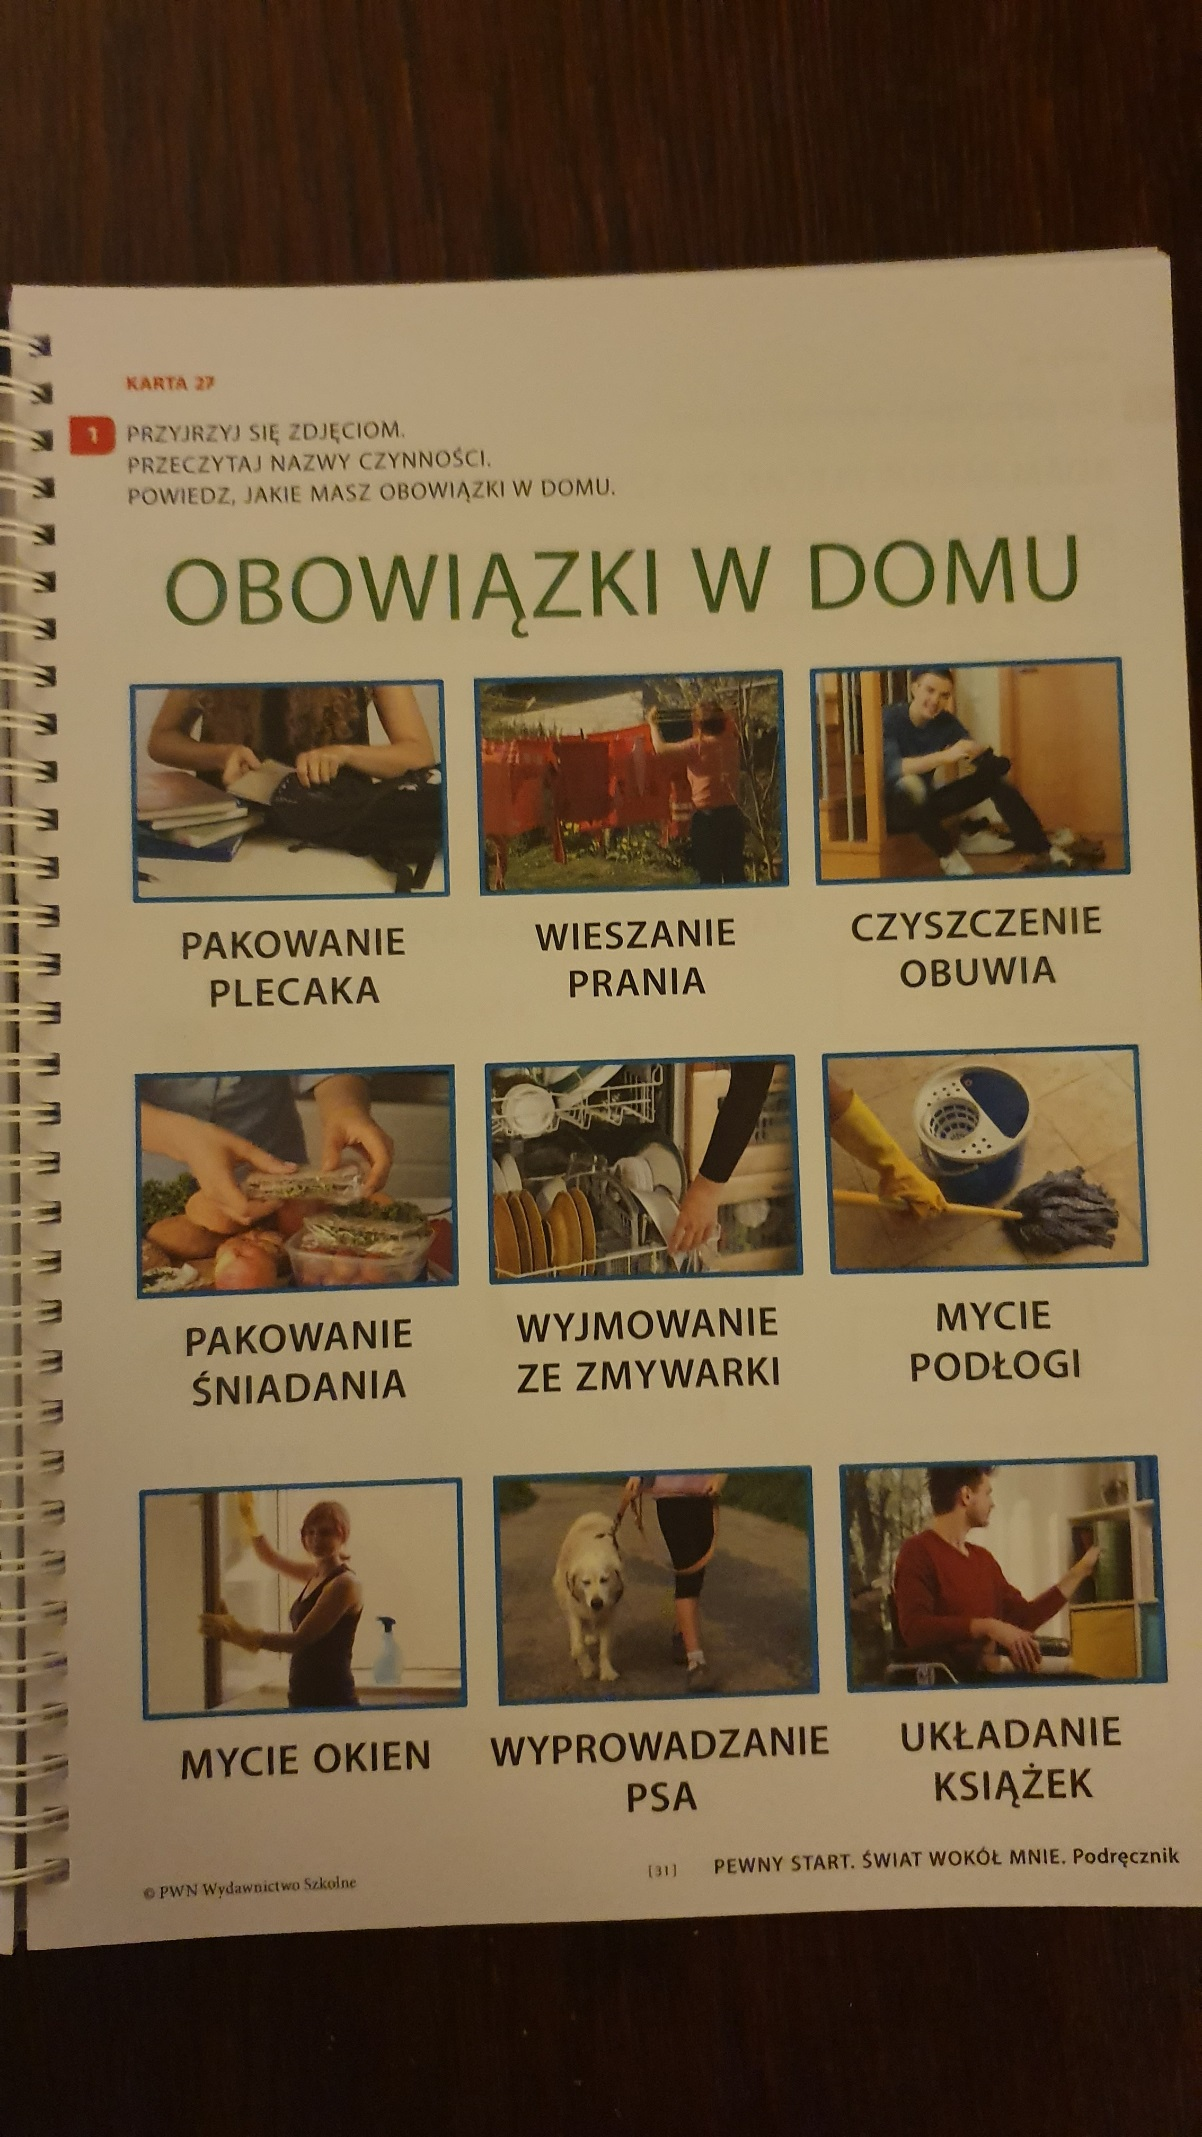 KARTA 27
1 PRZYJRZYJ SIĘ ZDJĘCIOM.
PRZECZYTAJ NAZWY CZYNNOŚCI.
POWIEDZ, JAKIE MASZ OBOWIĄZKI W DOMU.
OBOWIĄZKI W DOMU
PAKOWANIE
PLECAKA
WIESZANIE
PRANIA
CZYSZCZENIE
OBUWIA
PAKOWANIE
ŚNIADANIA
WYJMOWANIE
ZE ZMYWARKI
MYCIE
PODŁOGI
MYCIE OKIEN
WYPROWADZANIE
PSA
UKŁADANIE
KSIĄŻEK
© PWN Wydawnictwo Szkolne
[31]
PEWNY START. ŚWIAT WOKÓŁ MNIE. Podręcznik